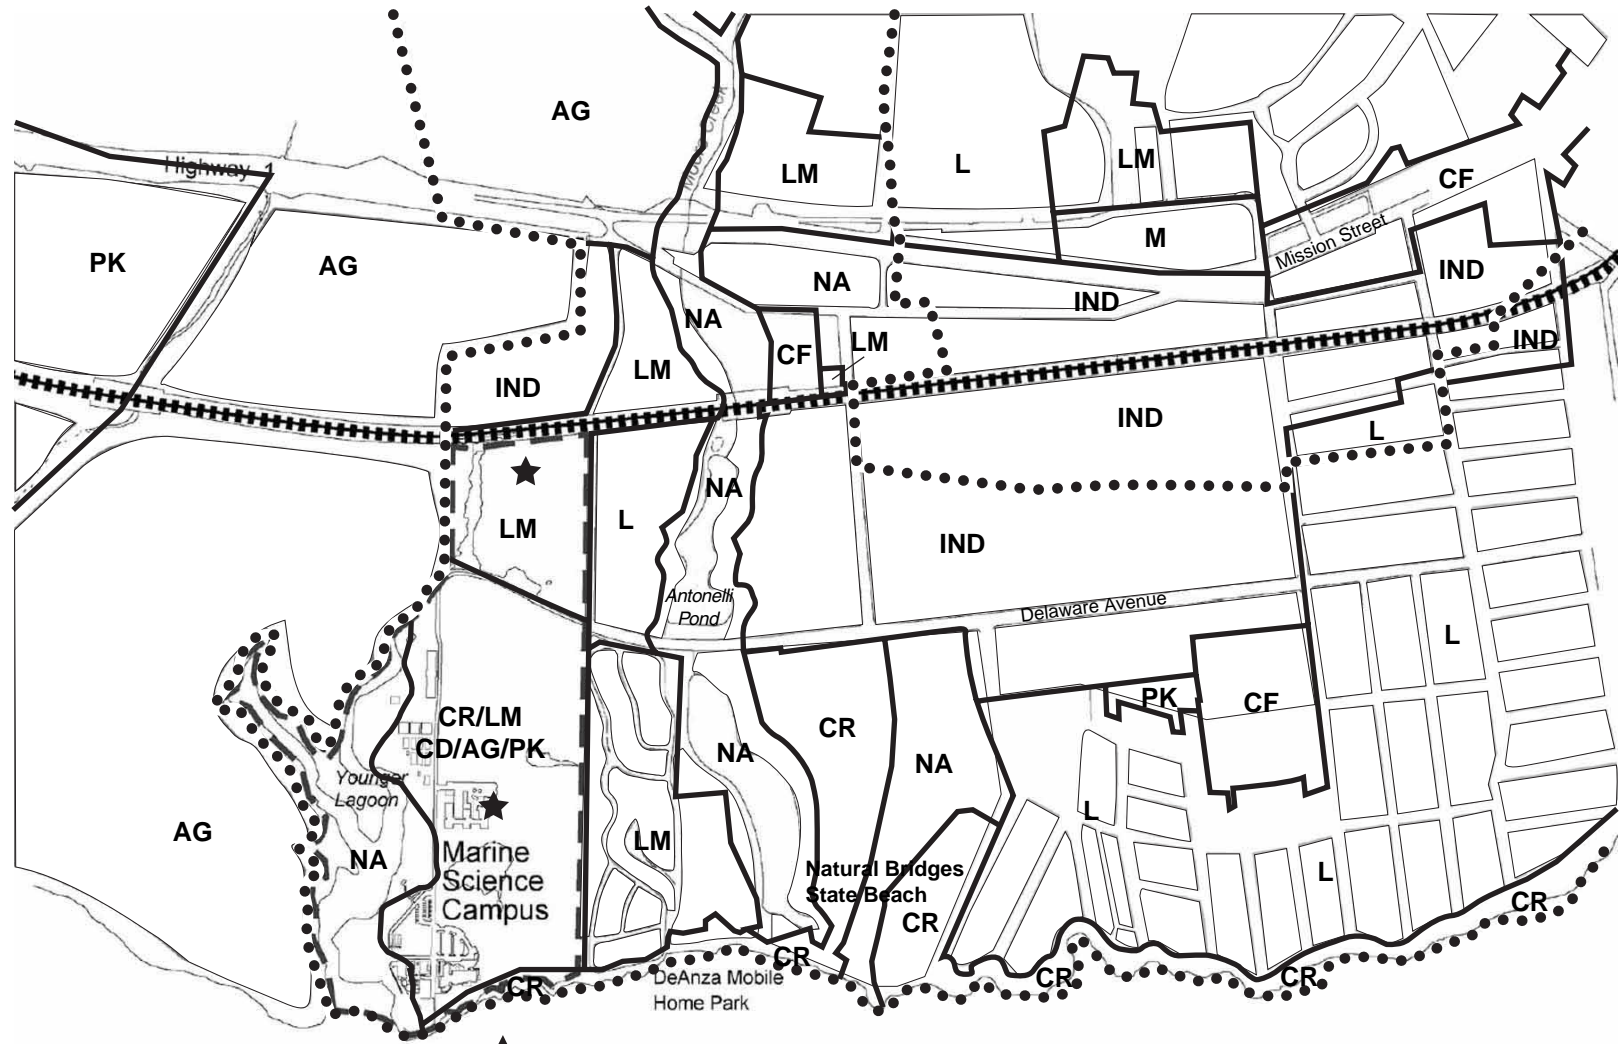 AG
Highway 1
Moore Creek
LM
L
LM
CF
M
Mission Street
PK
AG
NA
IND
IND
NA
CF
LM
LM
IND
IND
IND
L
NA
LM
L
IND
Antonelli
Pond
Delaware Avenue
L
CR/LM
CD/AG/PK
CR
PK
CF
NA
NA
Younger
Lagoon
L
AG
NA
LM
Marine
Science
Campus
Natural Bridges
State Beach
L
CR
CR
CR
CR
CR
CR
DeAnza Mobile
Home Park